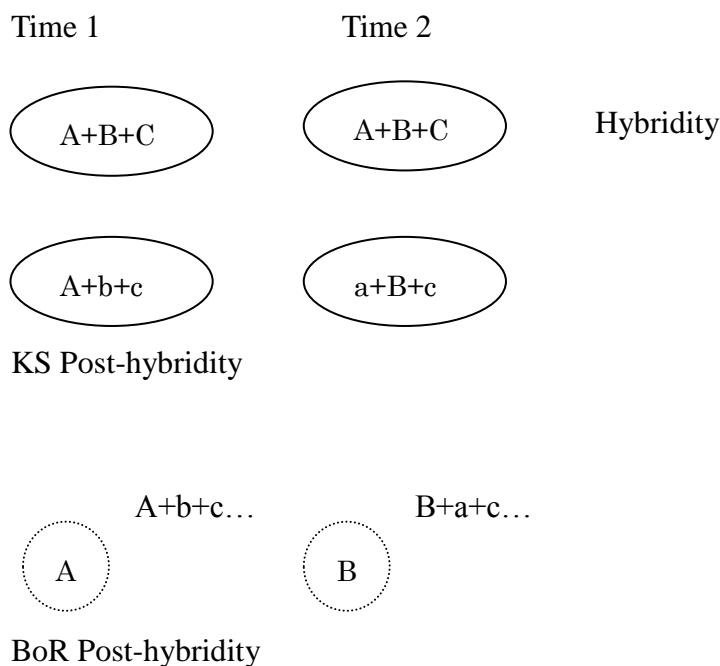 Time 1 Time 2
A+B+C A+B+C Hybridity
A+b+c a+B+c
KS Post-hybridity
A+b+c… B+a+c…
A B
BoR Post-hybridity